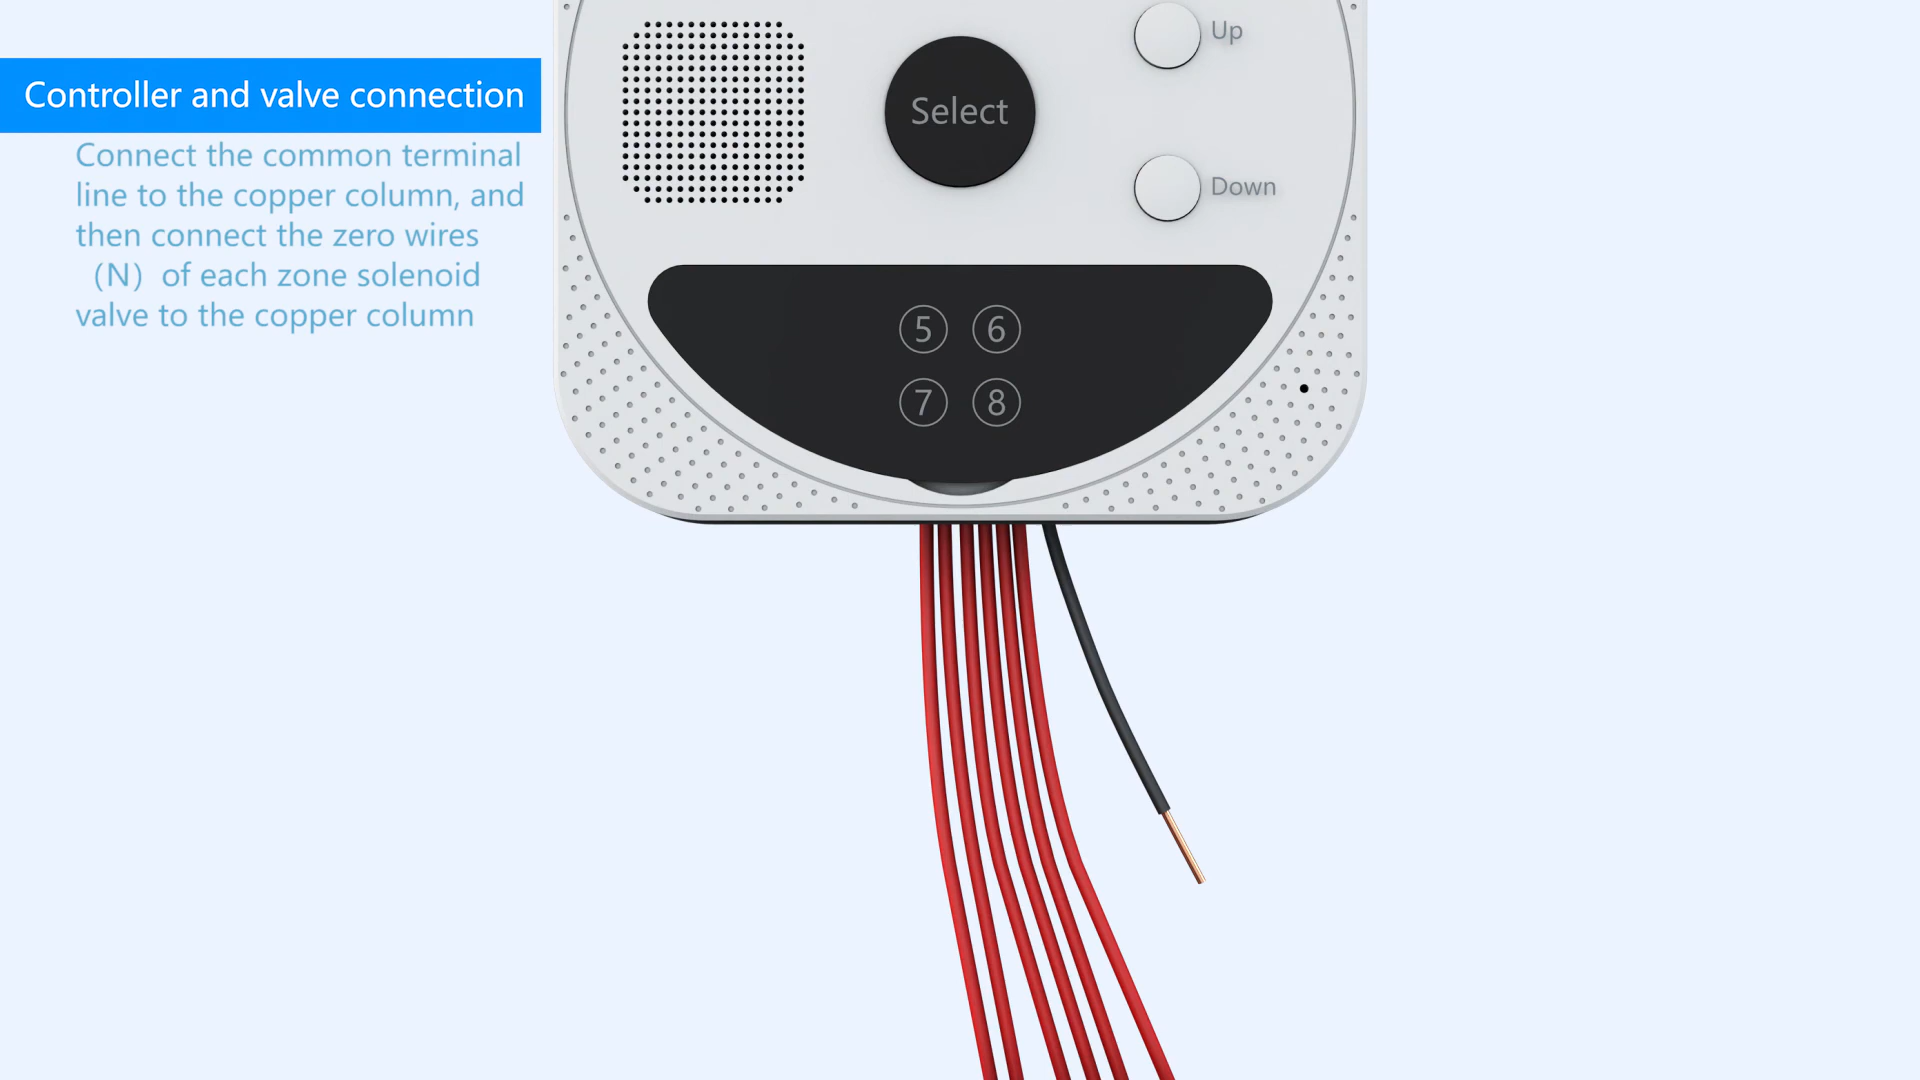 Controller and valve connection
Connect the common terminal
line to the copper column, and
then connect the zero wires
（N）of each zone solenoid
valve to the copper column
Select
Up
Down
5 6
7 8